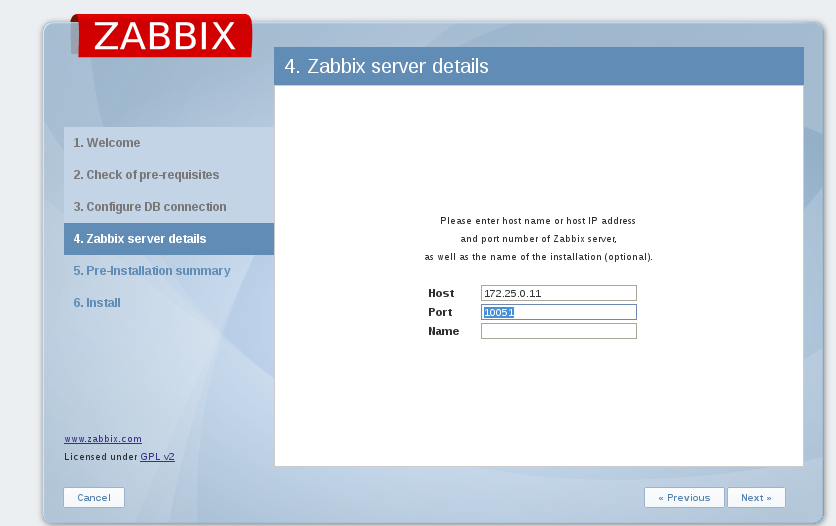 ZABBIX
4. Zabbix server details
1. Welcome
2. Check of pre-requisites
3. Configure DB connection
4. Zabbix server details
5. Pre-Installation summary
6. Install
Please enter host name or host IP address
and port number of Zabbix server,
as well as the name of the installation (optional).
Host 172.25.0.11
Port 10051
Name
www.zabbix.com
Licensed under GPL v2
Cancel
« Previous
Next »